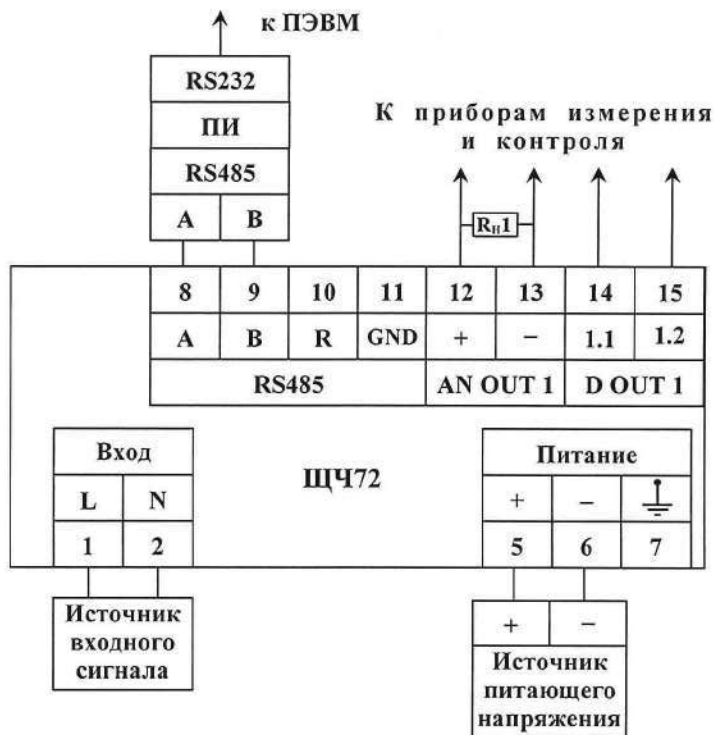 к ПЭВМ
RS232
ПИ
RS485
A B
К приборам измерения
и контроля
Rн1
8 9 10 11 12 13 14 15
A B R GND + − 1.1 1.2
RS485 AN OUT 1 D OUT 1
Вход
L N
1 2
ЩЧ72
Питание
+ −
5 6 7
Источник
входного
сигнала
+ −
Источник
питающего
напряжения